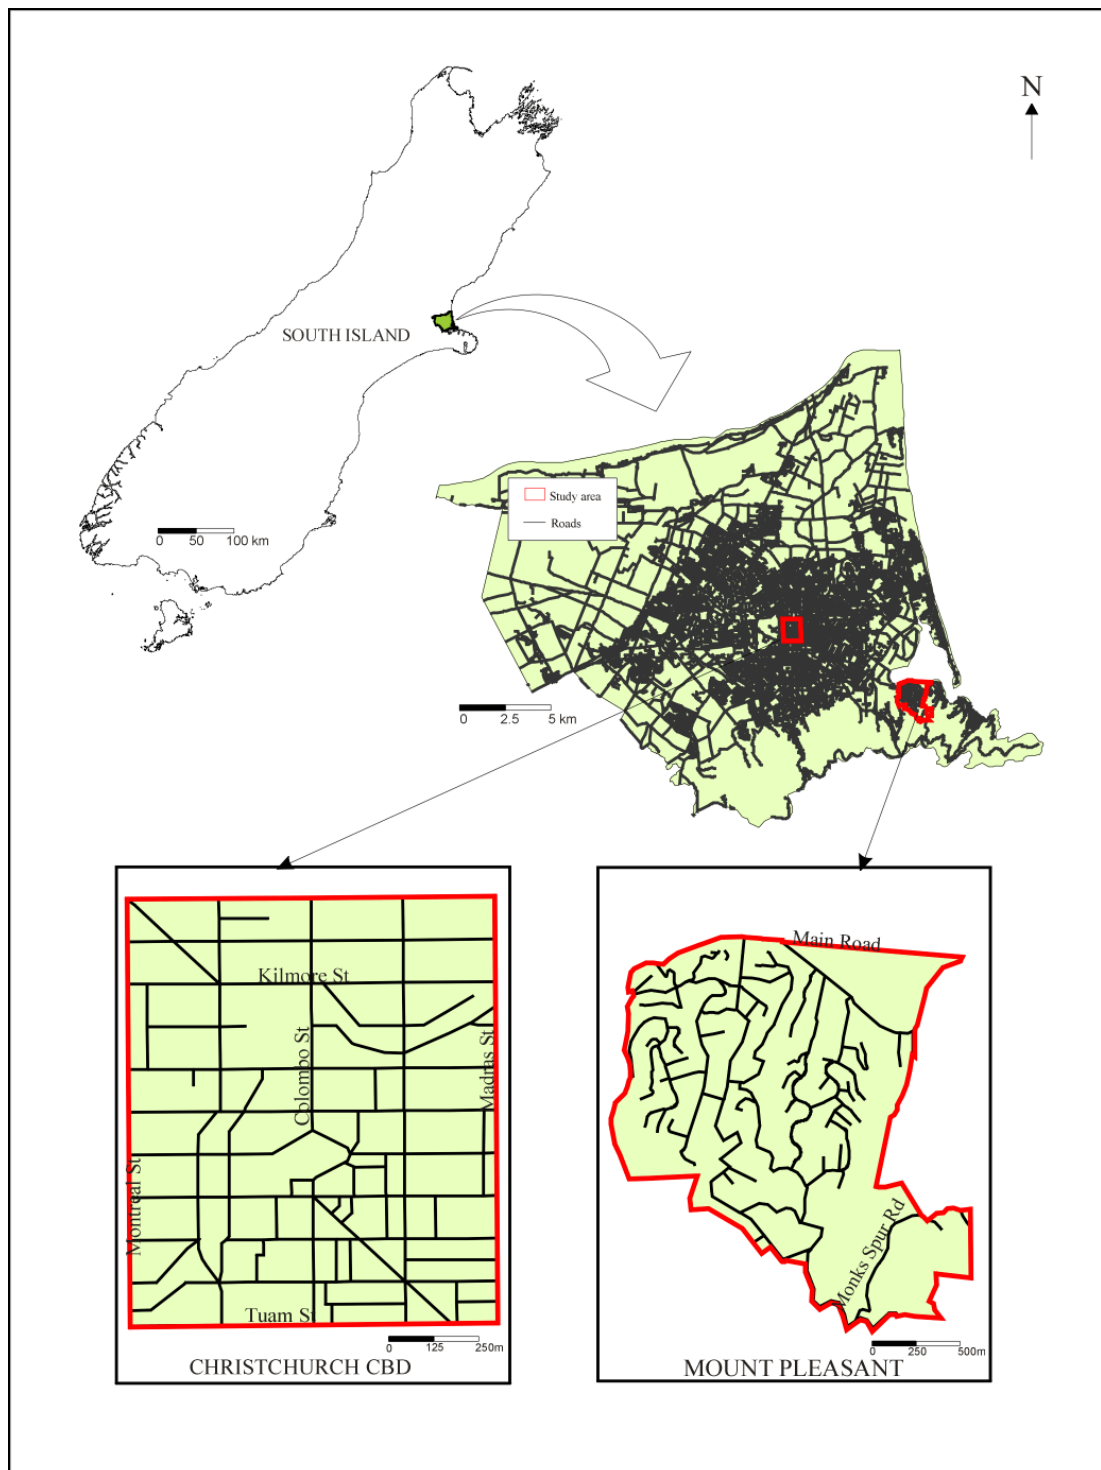 N
SOUTH ISLAND
0 50 100 km
Study area
Roads
0 2.5 5 km
Kilmore St
Colombo St
Madras St
Montreal St
Tuam St
0 125 250m
CHRISTCHURCH CBD
Main Road
Monks Spur Rd
0 250 500m
MOUNT PLEASANT